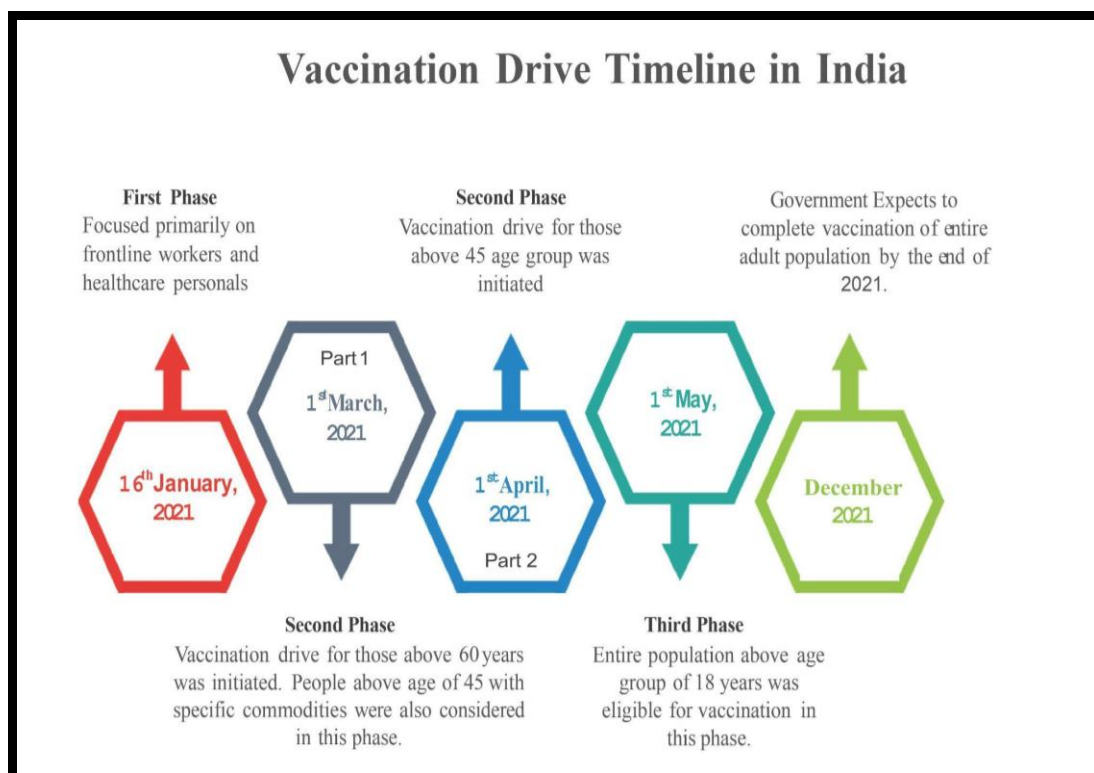 Vaccination Drive Timeline in India
First Phase
Focused primarily on
frontline workers and
healthcare personals
Second Phase
Vaccination drive for those
above 45 age group was
initiated
Government Expects to
complete vaccination of entire
adult population by the end of
2021.
16th January,
2021
Part 1
1st March,
2021
1st April,
2021
Part 2
1st May,
2021
December
2021
Second Phase
Vaccination drive for those above 60 years
was initiated. People above age of 45 with
specific commodities were also considered
in this phase.
Third Phase
Entire population above age
group of 18 years was
eligible for vaccination in
this phase.